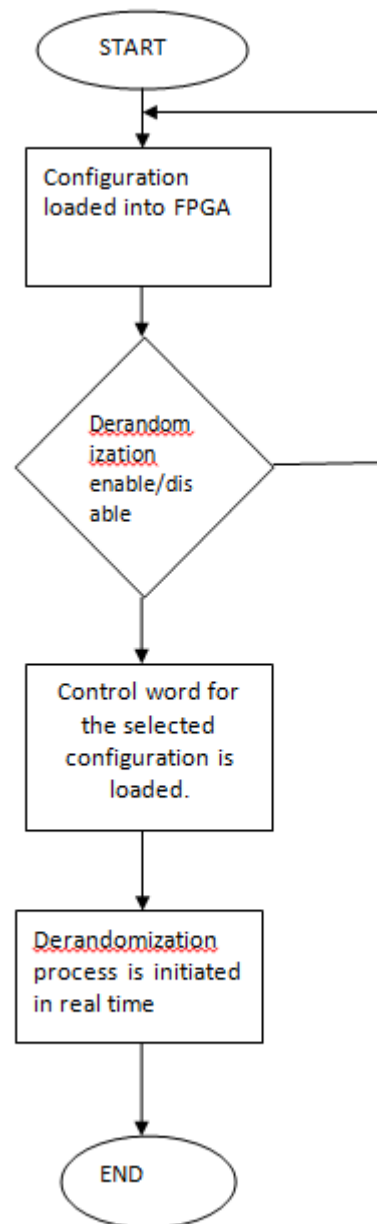 START
Configuration
loaded into FPGA
Derandom
ization
enable/dis
able
Control word for
the selected
configuration is
loaded.
Derandomization
process is initiated
in real time
END